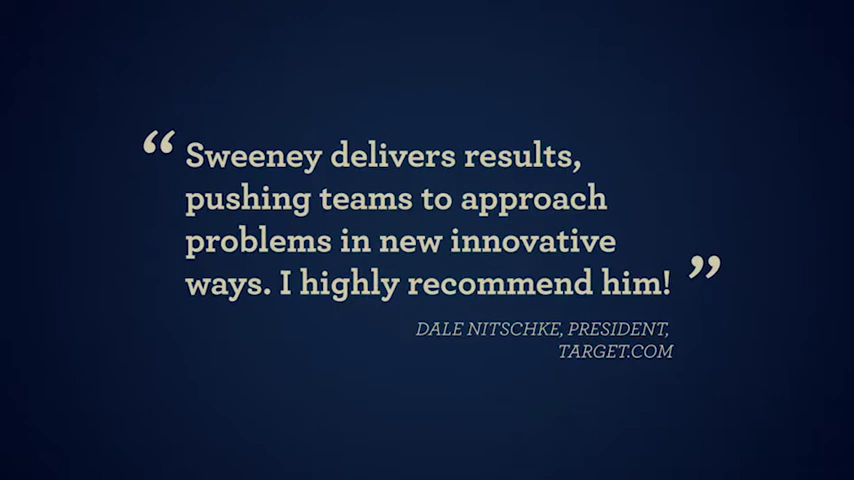 “ Sweeney delivers results,
pushing teams to approach
problems in new innovative
ways. I highly recommend him! ”
DALE NITSCHKE, PRESIDENT,
TARGET.COM